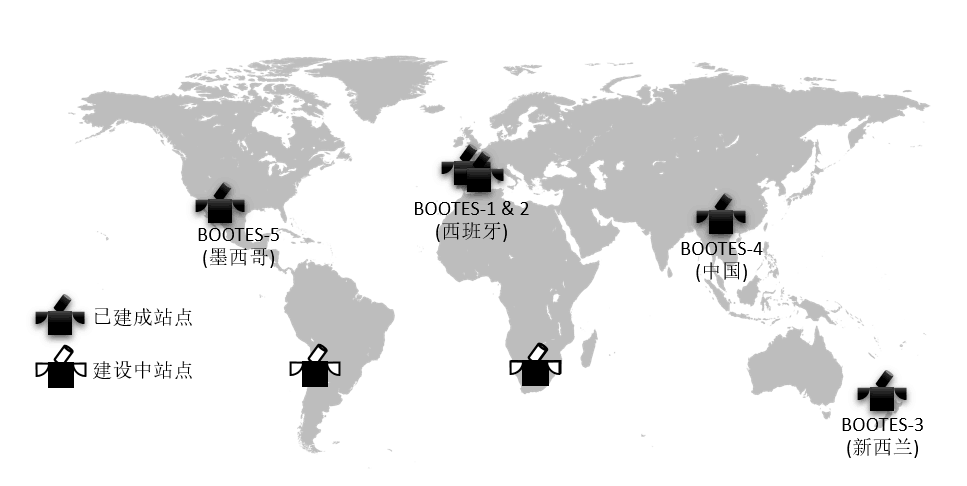 BOOTES-1 & 2
(西班牙)
BOOTES-5
(墨西哥)
BOOTES-4
(中国)
已建成站点
建设中站点
BOOTES-3
(新西兰)